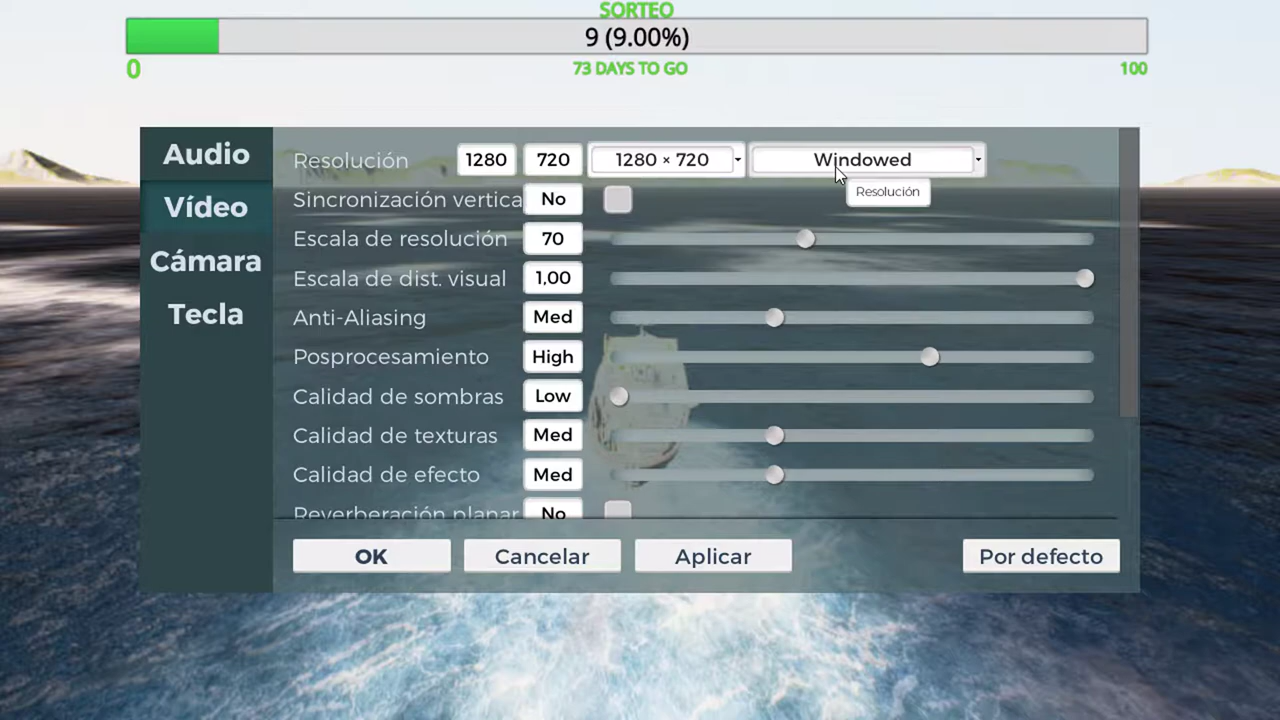 SORTEO
9 (9.00%)
0 73 DAYS TO GO 100
Audio
Vídeo
Cámara
Tecla
Resolución 1280 720 1280 × 720 Windowed
Resolución
Sincronización vertica No
Escala de resolución 70
Escala de dist. visual 1,00
Anti-Aliasing Med
Posprocesamiento High
Calidad de sombras Low
Calidad de texturas Med
Calidad de efecto Med
Reverberación planar No
OK Cancelar Aplicar Por defecto